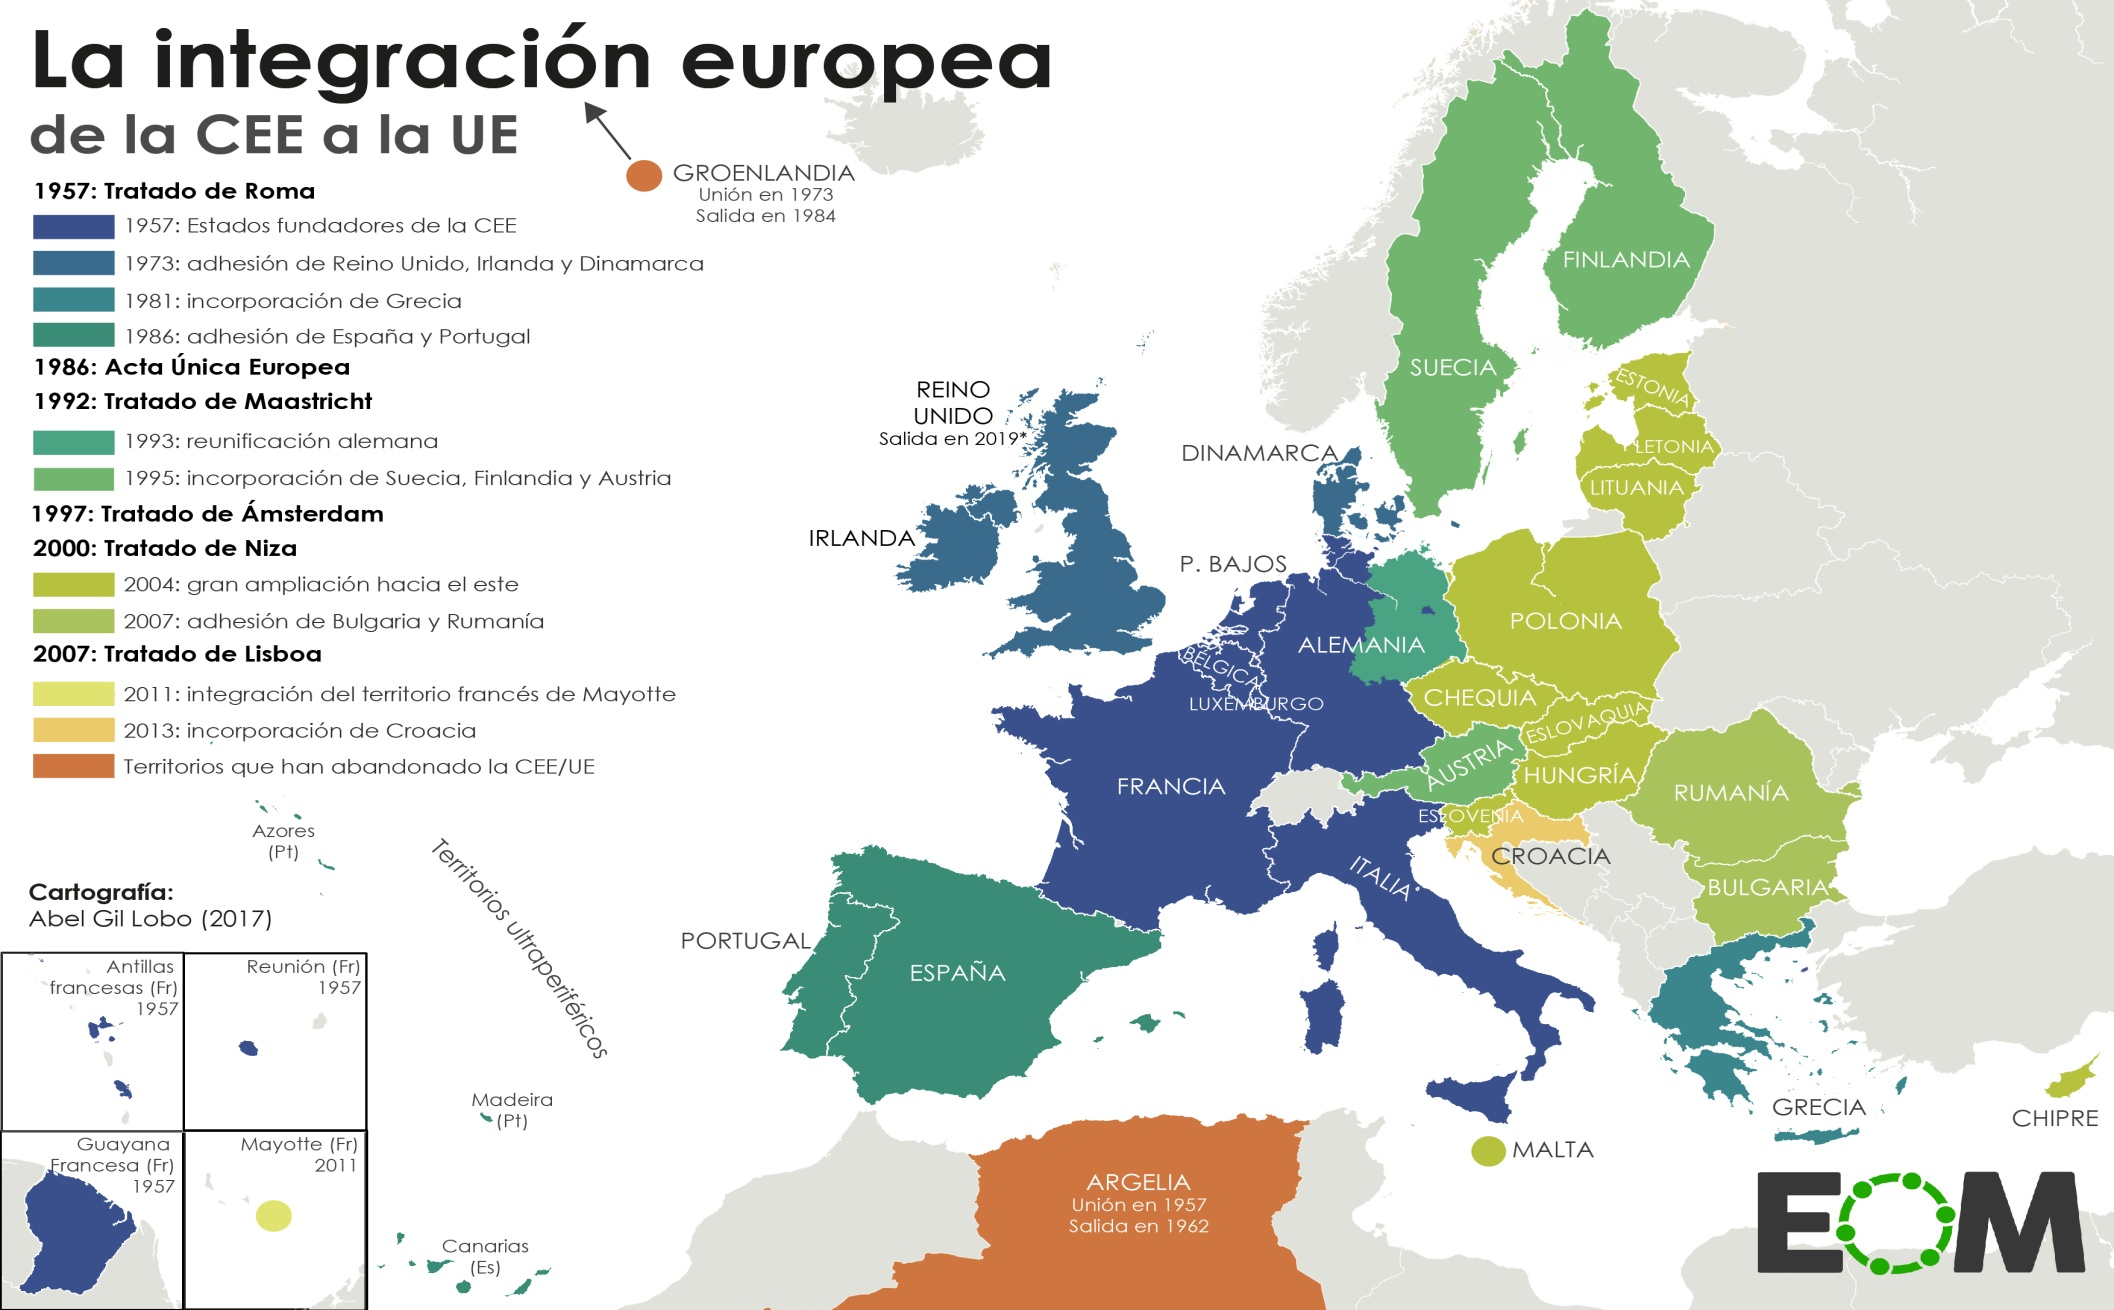 La integración europea
de la CEE a la UE
GROENLANDIA
Unión en 1973
Salida en 1984
1957: Tratado de Roma
1957: Estados fundadores de la CEE
1973: adhesión de Reino Unido, Irlanda y Dinamarca
1981: incorporación de Grecia
1986: adhesión de España y Portugal
1986: Acta Única Europea
1992: Tratado de Maastricht
1993: reunificación alemana
1995: incorporación de Suecia, Finlandia y Austria
1997: Tratado de Ámsterdam
2000: Tratado de Niza
2004: gran ampliación hacia el este
2007: adhesión de Bulgaria y Rumanía
2007: Tratado de Lisboa
2011: integración del territorio francés de Mayotte
2013: incorporación de Croacia
Territorios que han abandonado la CEE/UE
Azores
(Pt)
Territorios ultraperiféricos
Cartografía:
Abel Gil Lobo (2017)
Antillas
francesas (Fr)
1957
Reunión (Fr)
1957
Guayana
Francesa (Fr)
1957
Mayotte (Fr)
2011
Madeira
(Pt)
Canarias
(Es)
FINLANDIA
SUECIA
ESTONIA
LETONIA
LITUANIA
REINO
UNIDO
Salida en 2019*
DINAMARCA
IRLANDA
P. BAJOS
POLONIA
ALEMANIA
BÉLGICA
LUXEMBURGO
CHEQUIA
ESLOVAQUIA
AUSTRIA
HUNGRÍA
FRANCIA
RUMANÍA
ESLOVENIA
CROACIA
ITALIA
BULGARIA
PORTUGAL
ESPAÑA
GRECIA
CHIPRE
MALTA
ARGELIA
Unión en 1957
Salida en 1962
EOM